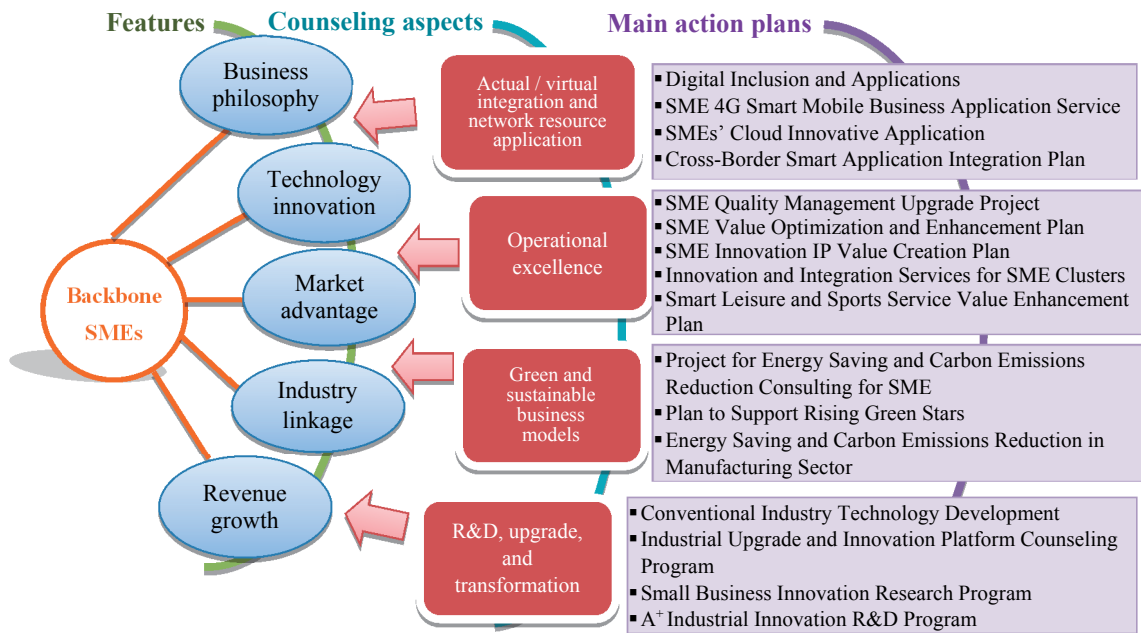 Features
Counseling aspects
Main action plans
Backbone
SMEs
Business
philosophy
Technology
innovation
Market
advantage
Industry
linkage
Revenue
growth
Actual / virtual
integration and
network resource
application
Operational
excellence
Green and
sustainable
business
models
R&D, upgrade,
and
transformation
▪ Digital Inclusion and Applications
▪ SME 4G Smart Mobile Business Application Service
▪ SMEs’ Cloud Innovative Application
▪ Cross-Border Smart Application Integration Plan
▪ SME Quality Management Upgrade Project
▪ SME Value Optimization and Enhancement Plan
▪ SME Innovation IP Value Creation Plan
▪ Innovation and Integration Services for SME Clusters
▪ Smart Leisure and Sports Service Value Enhancement
Plan
▪ Project for Energy Saving and Carbon Emissions
Reduction Consulting for SME
▪ Plan to Support Rising Green Stars
▪ Energy Saving and Carbon Emissions Reduction in
Manufacturing Sector
▪ Conventional Industry Technology Development
▪ Industrial Upgrade and Innovation Platform Counseling
Program
▪ Small Business Innovation Research Program
▪ A⁺ Industrial Innovation R&D Program